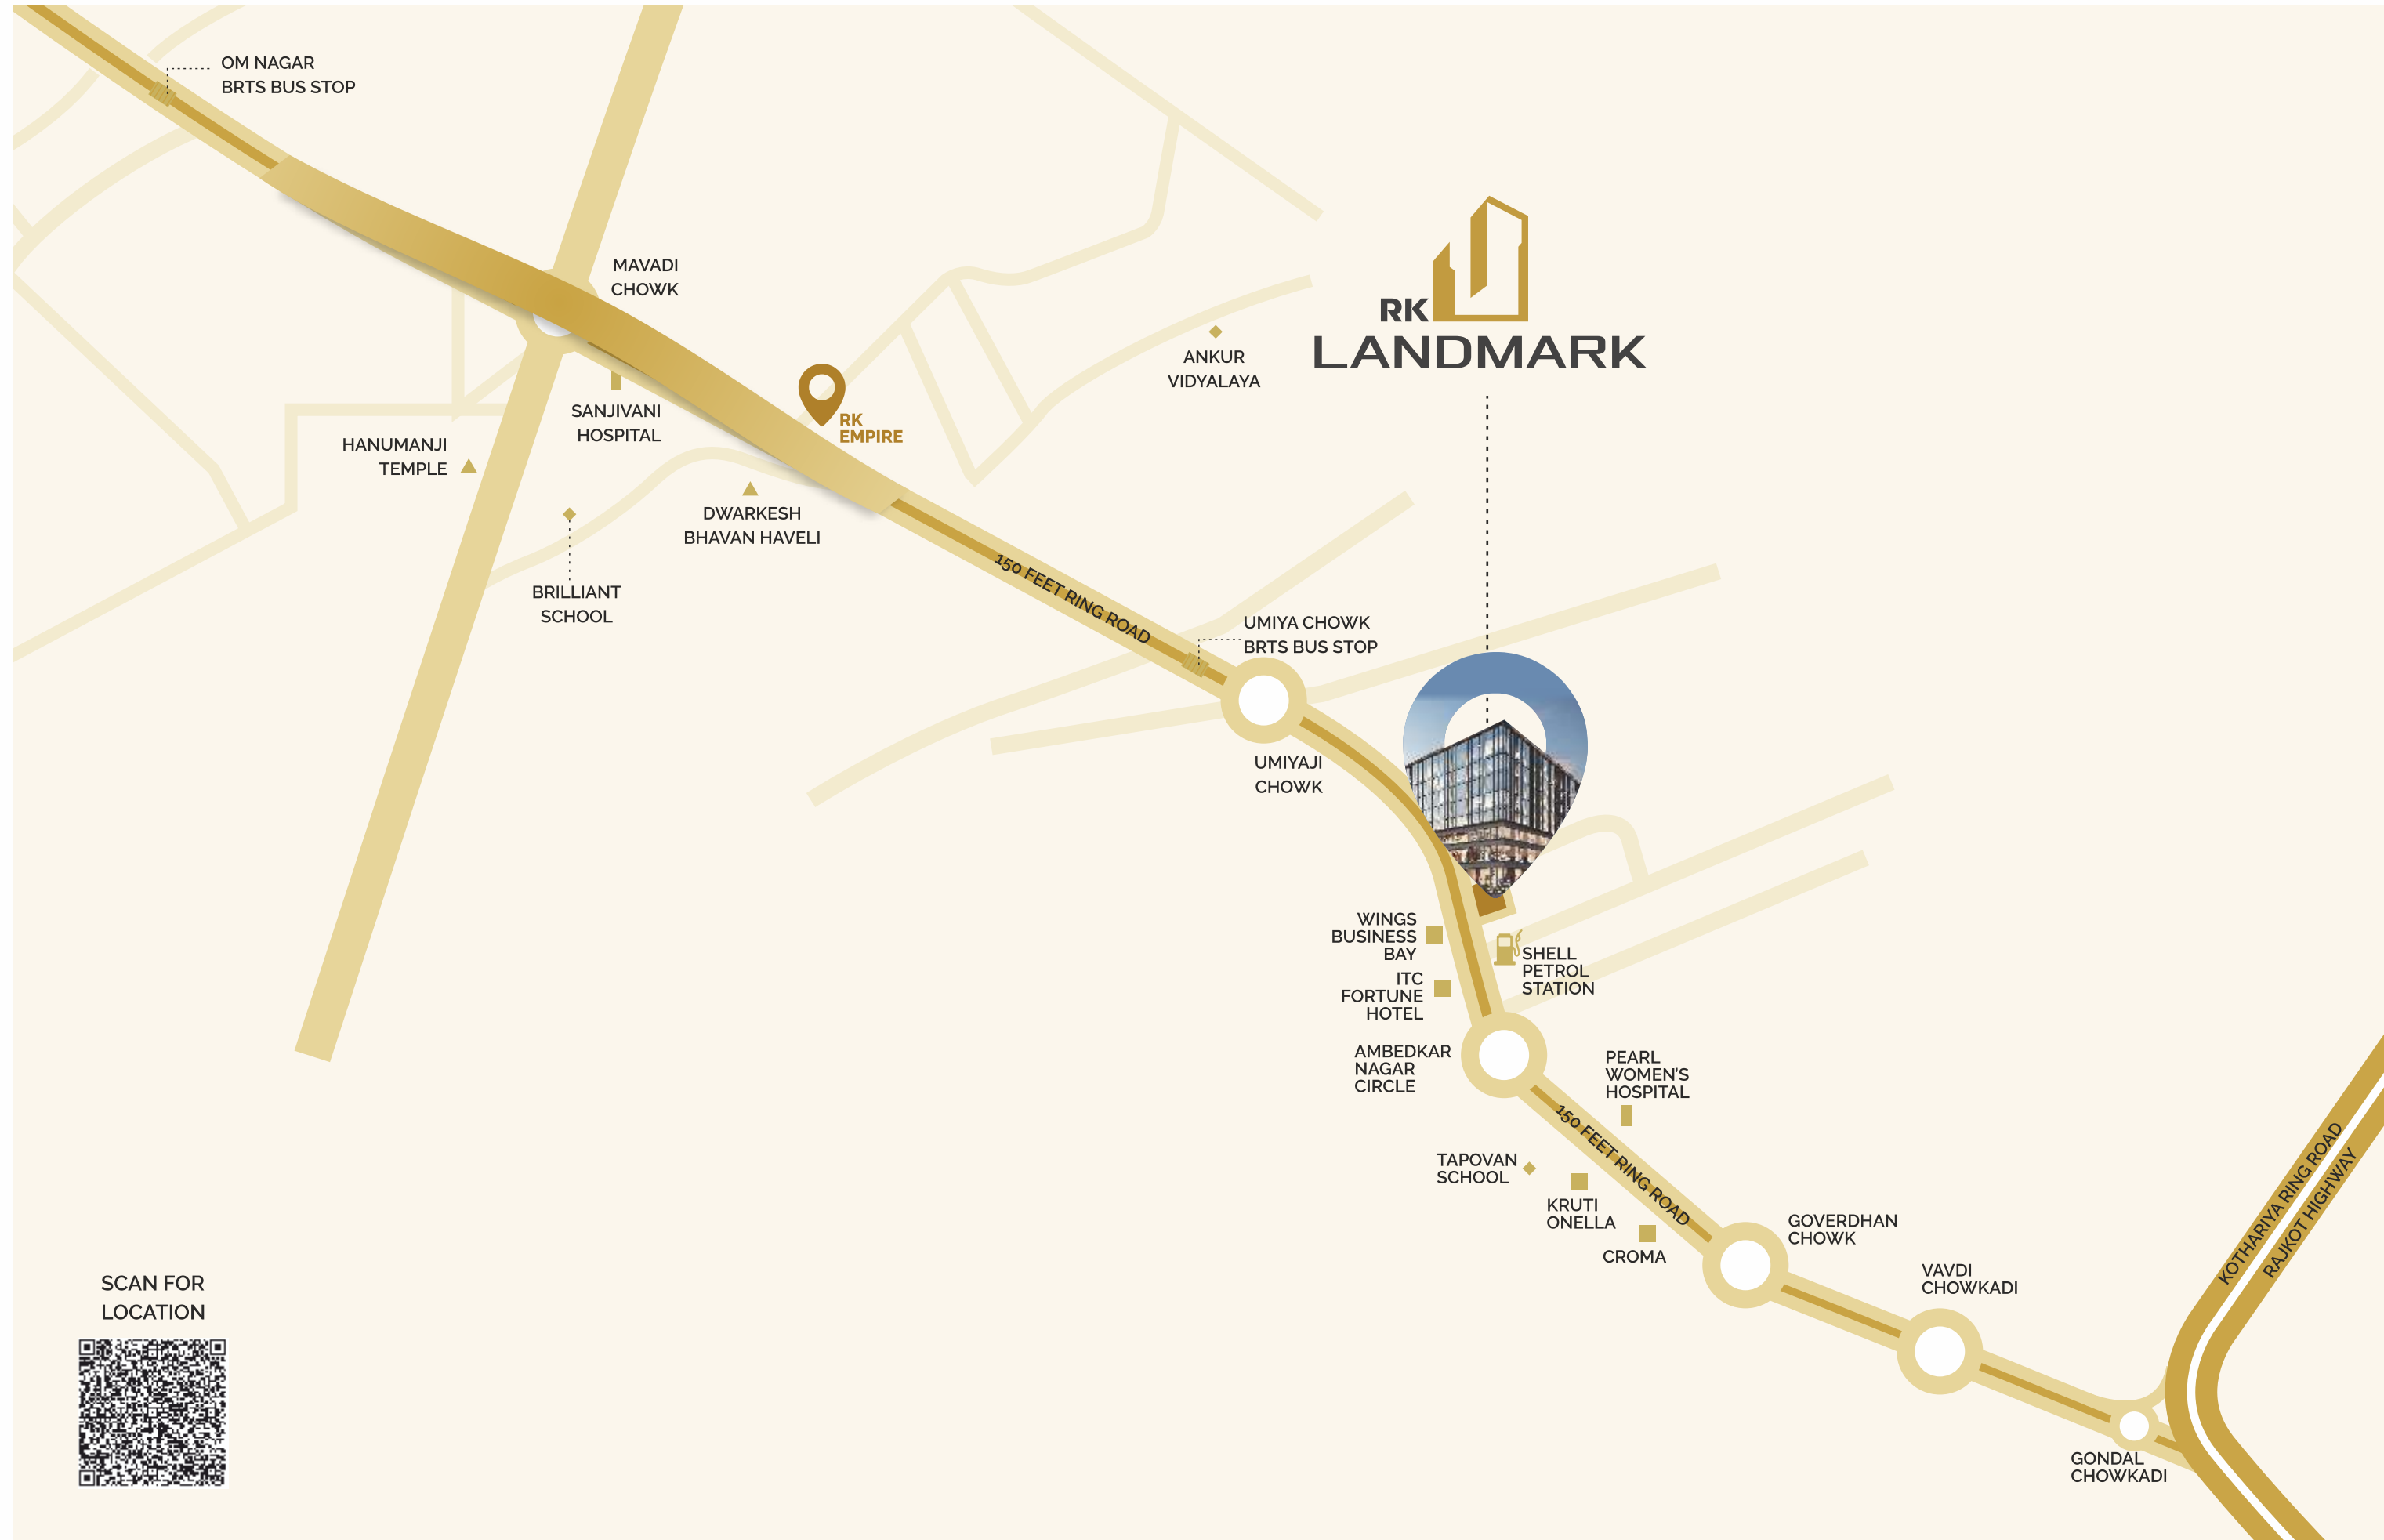 OM NAGAR
BRTS BUS STOP
MAVADI
CHOWK
RK
LANDMARK
ANKUR
VIDYALAYA
SANJIVANI
HOSPITAL
RK
EMPIRE
HANUMANJI
TEMPLE
DWARKESH
BHAVAN HAVELI
BRILLIANT
SCHOOL
150 FEET RING ROAD
UMIYA CHOWK
BRTS BUS STOP
UMIYAJI
CHOWK
WINGS
BUSINESS
BAY
SHELL
PETROL
STATION
ITC
FORTUNE
HOTEL
AMBEDKAR
NAGAR
CIRCLE
PEARL
WOMEN'S
HOSPITAL
150 FEET RING ROAD
TAPOVAN
SCHOOL
KRUTI
ONELLA
CROMA
GOVERDHAN
CHOWK
VAVDI
CHOWKADI
KOTHARIYA RING ROAD
RAJKOT HIGHWAY
GONDAL
CHOWKADI
SCAN FOR
LOCATION